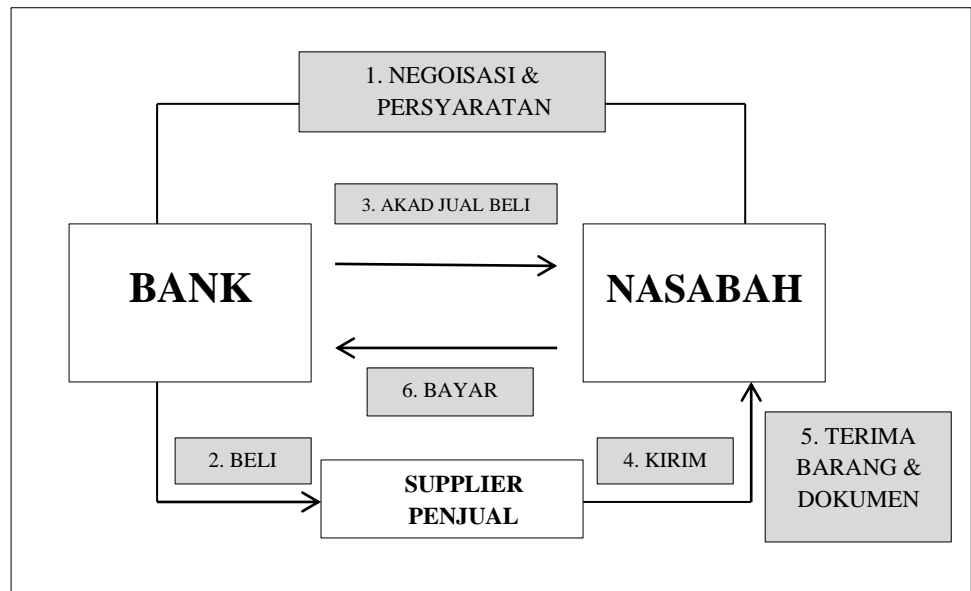 1. NEGOISASI &
PERSYARATAN
3. AKAD JUAL BELI
BANK
NASABAH
6. BAYAR
2. BELI
4. KIRIM
5. TERIMA
BARANG &
DOKUMEN
SUPPLIER
PENJUAL